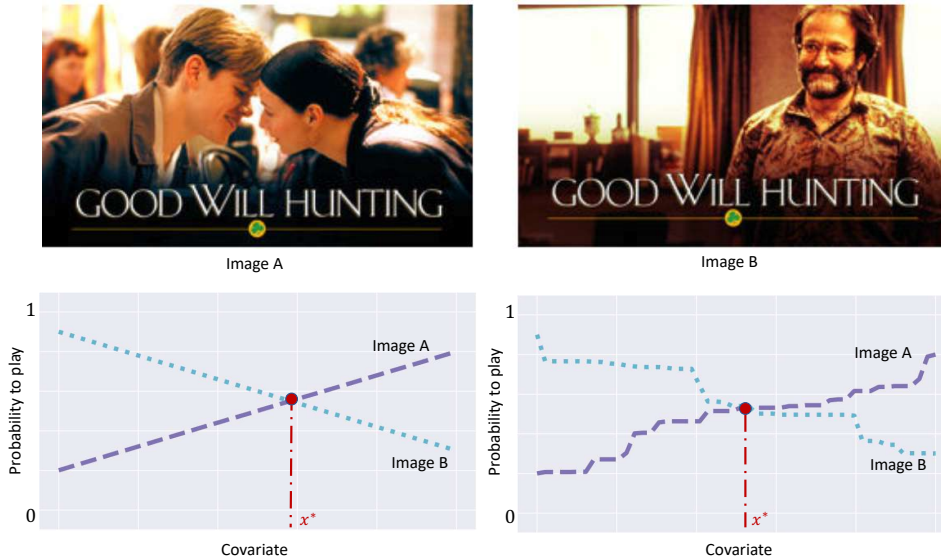 GOOD WILL HUNTING
GOOD WILL HUNTING
Image A
Image B
1
Probability to play
Image A
Image B
0
x*
Covariate
1
Probability to play
Image A
Image B
0
x*
Covariate